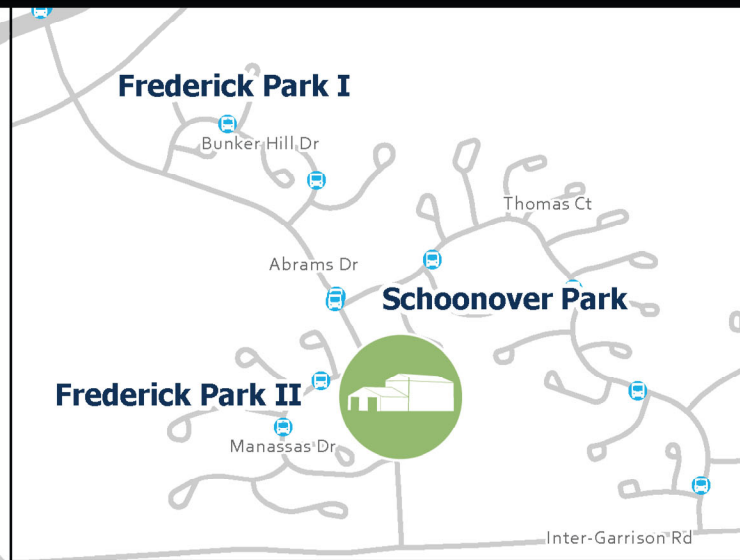 Frederick Park I
Bunker Hill Dr
Thomas Ct
Abrams Dr
Schoonover Park
Frederick Park II
Manassas Dr
Inter-Garrison Rd